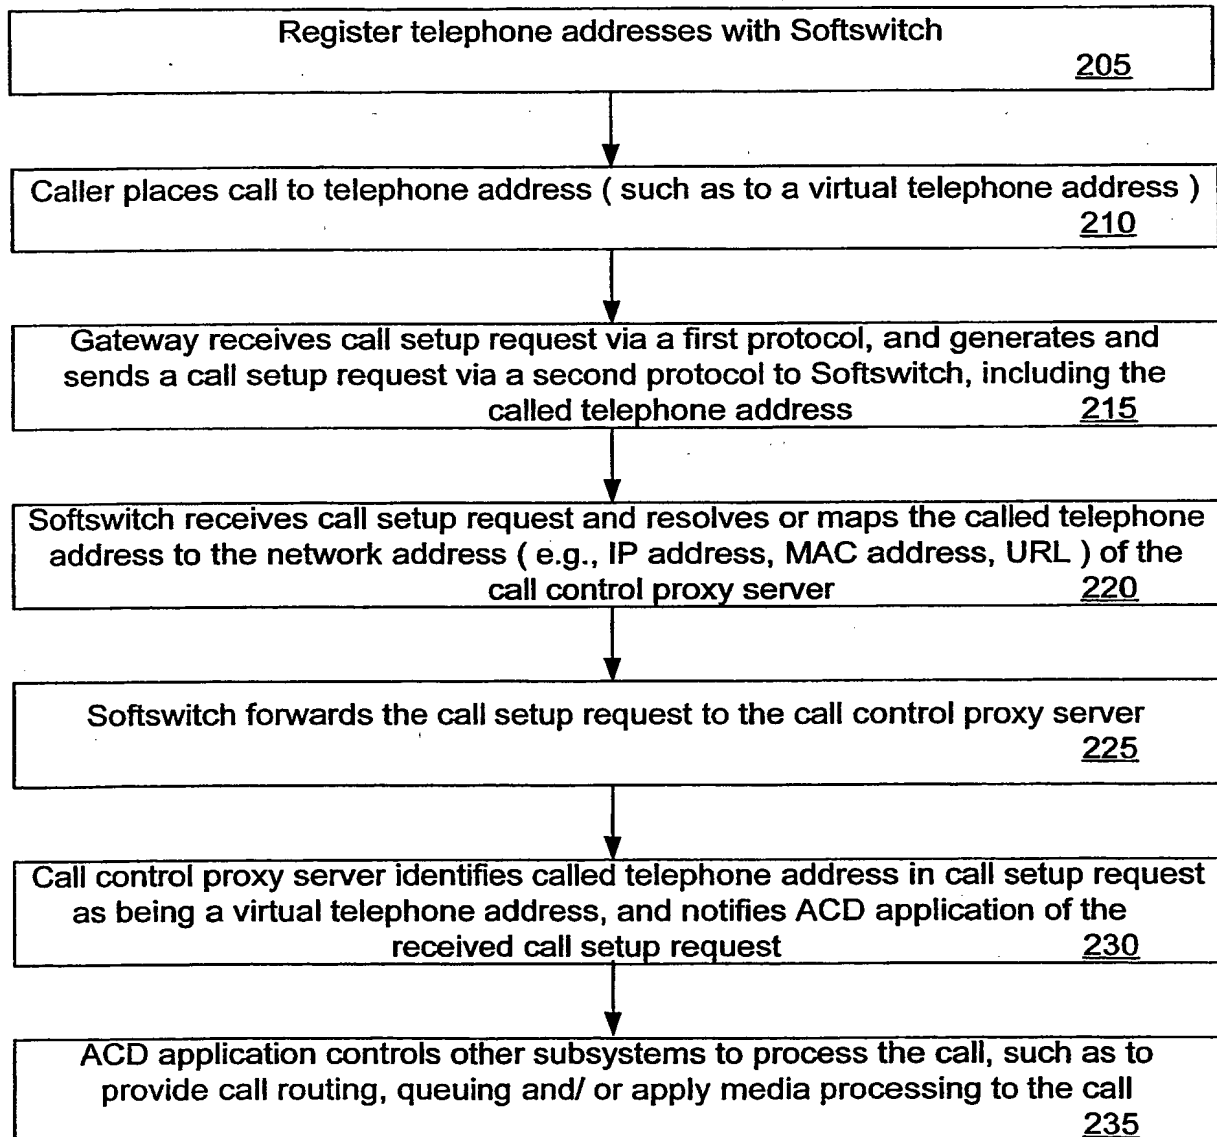 Register telephone addresses with Softswitch
205
Caller places call to telephone address ( such as to a virtual telephone address )
210
Gateway receives call setup request via a first protocol, and generates and
sends a call setup request via a second protocol to Softswitch, including the
called telephone address 215
Softswitch receives call setup request and resolves or maps the called telephone
address to the network address ( e.g., IP address, MAC address, URL ) of the
call control proxy server 220
Softswitch forwards the call setup request to the call control proxy server
225
Call control proxy server identifies called telephone address in call setup request
as being a virtual telephone address, and notifies ACD application of the
received call setup request 230
ACD application controls other subsystems to process the call, such as to
provide call routing, queuing and/ or apply media processing to the call
235